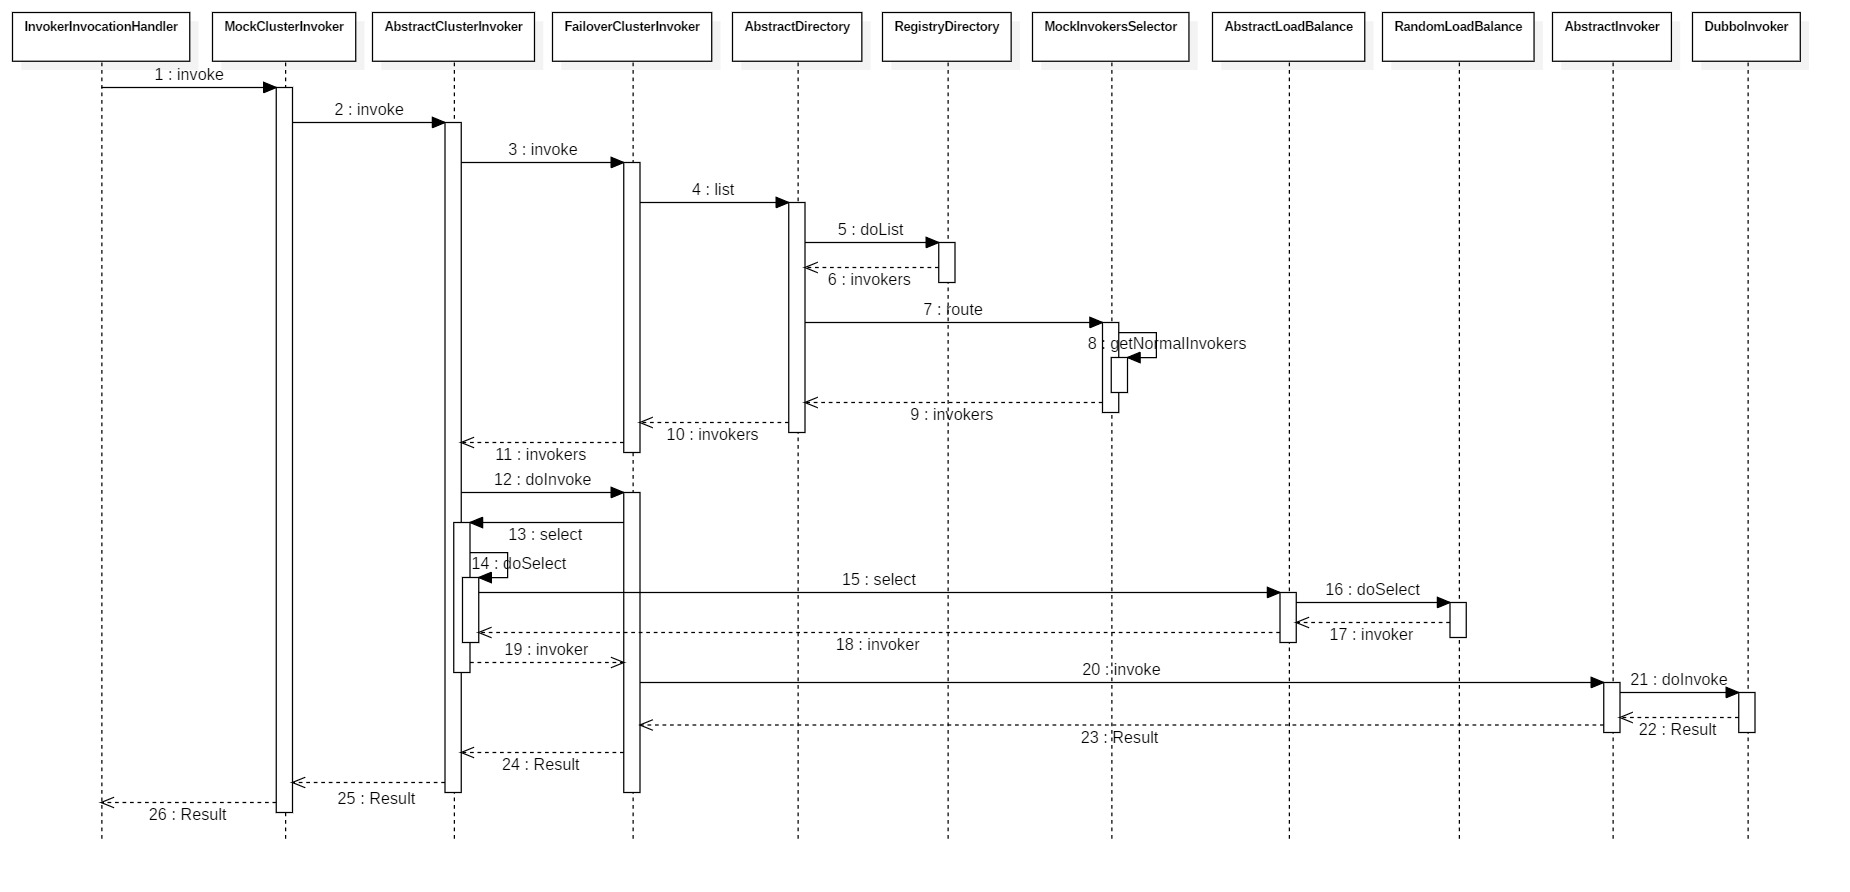 InvokerInvocationHandler
MockClusterInvoker
AbstractClusterInvoker
FailoverClusterInvoker
AbstractDirectory
RegistryDirectory
MockInvokersSelector
AbstractLoadBalance
RandomLoadBalance
AbstractInvoker
DubboInvoker
1 : invoke
2 : invoke
3 : invoke
4 : list
5 : doList
6 : invokers
7 : route
8 : getNormalInvokers
9 : invokers
10 : invokers
11 : invokers
12 : doInvoke
13 : select
14 : doSelect
15 : select
16 : doSelect
17 : invoker
18 : invoker
19 : invoker
20 : invoke
21 : doInvoke
22 : Result
23 : Result
24 : Result
25 : Result
26 : Result